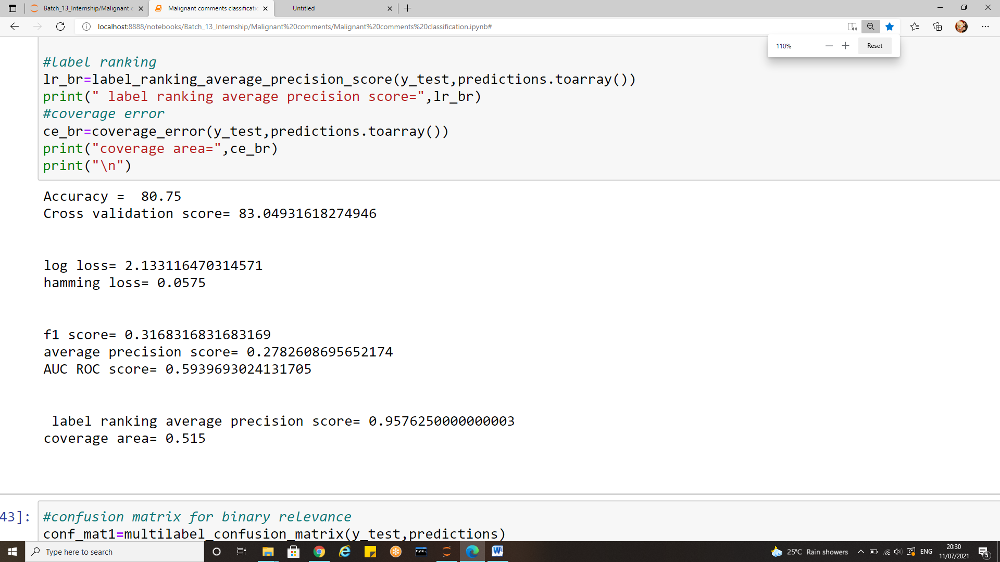 Batch_13_Internship/Malignant c
Malignant comments classificatic
Untitled
localhost:8888/notebooks/Batch_13_Internship/Malignant%20comments/Malignant%20comments%20classification.ipynb#
110%
Reset
#label ranking
lr_br=label_ranking_average_precision_score(y_test,predictions.toarray())
print(" label ranking average precision score=",lr_br)
#coverage error
ce_br=coverage_error(y_test,predictions.toarray())
print("coverage area=",ce_br)
print("\n")
Accuracy =  80.75
Cross validation score= 83.04931618274946
log loss= 2.133116470314571
hamming loss= 0.0575
f1 score= 0.3168316831683169
average precision score= 0.2782608695652174
AUC ROC score= 0.5939693024131705
label ranking average precision score= 0.9576250000000003
coverage area= 0.515
43]:
#confusion matrix for binary relevance
conf_mat1=multilabel_confusion_matrix(y_test,predictions)
Type here to search
25°C Rain showers
ENG
20:30
11/07/2021
5